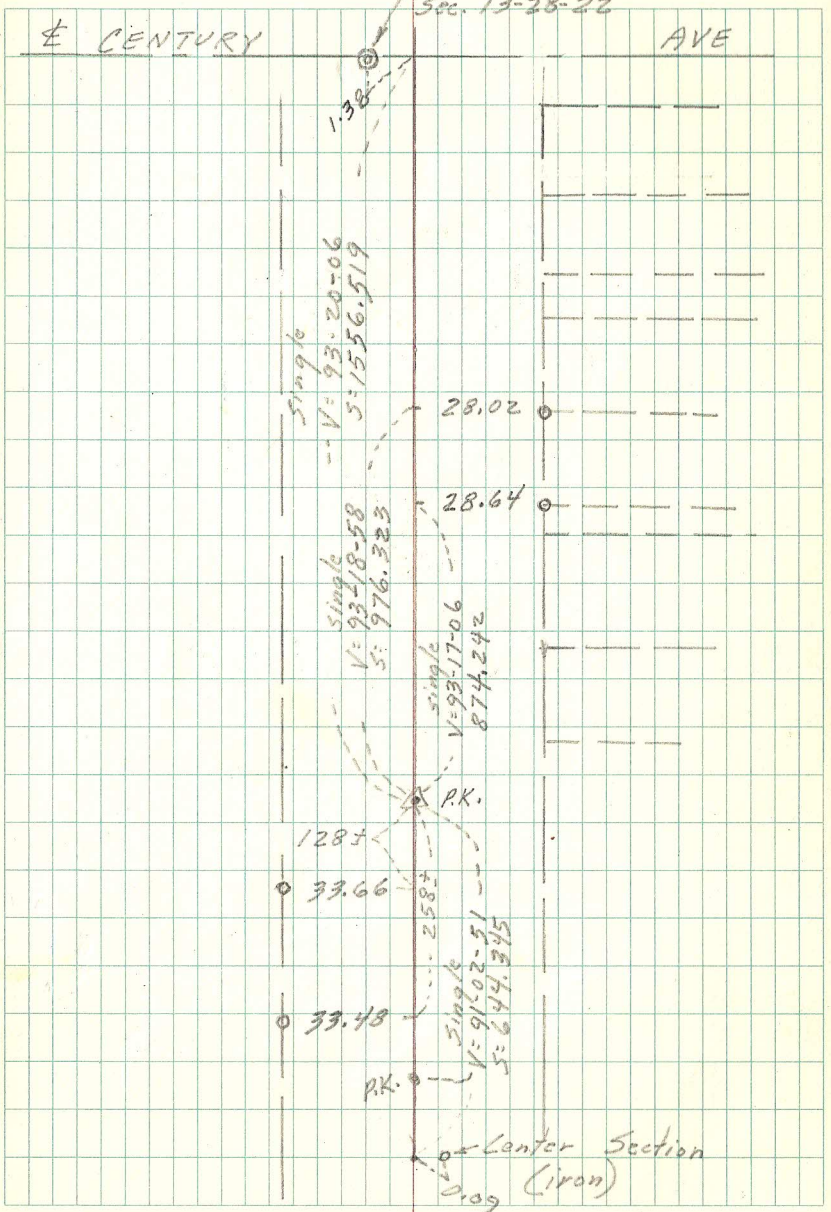 Sec. 13-28-22
℄ CENTURY AVE
1.38
Single
V= 93-20-06
S=1556.519
28.02
28.64
Single
V= 93-18-58
S= 976.323
Single
V=93-17-06
874.242
P.K.
128±
33.66
258±
33.48
Single
V= 91-02-51
S= 644.345
P.K.
Center Section
(iron)
0.09